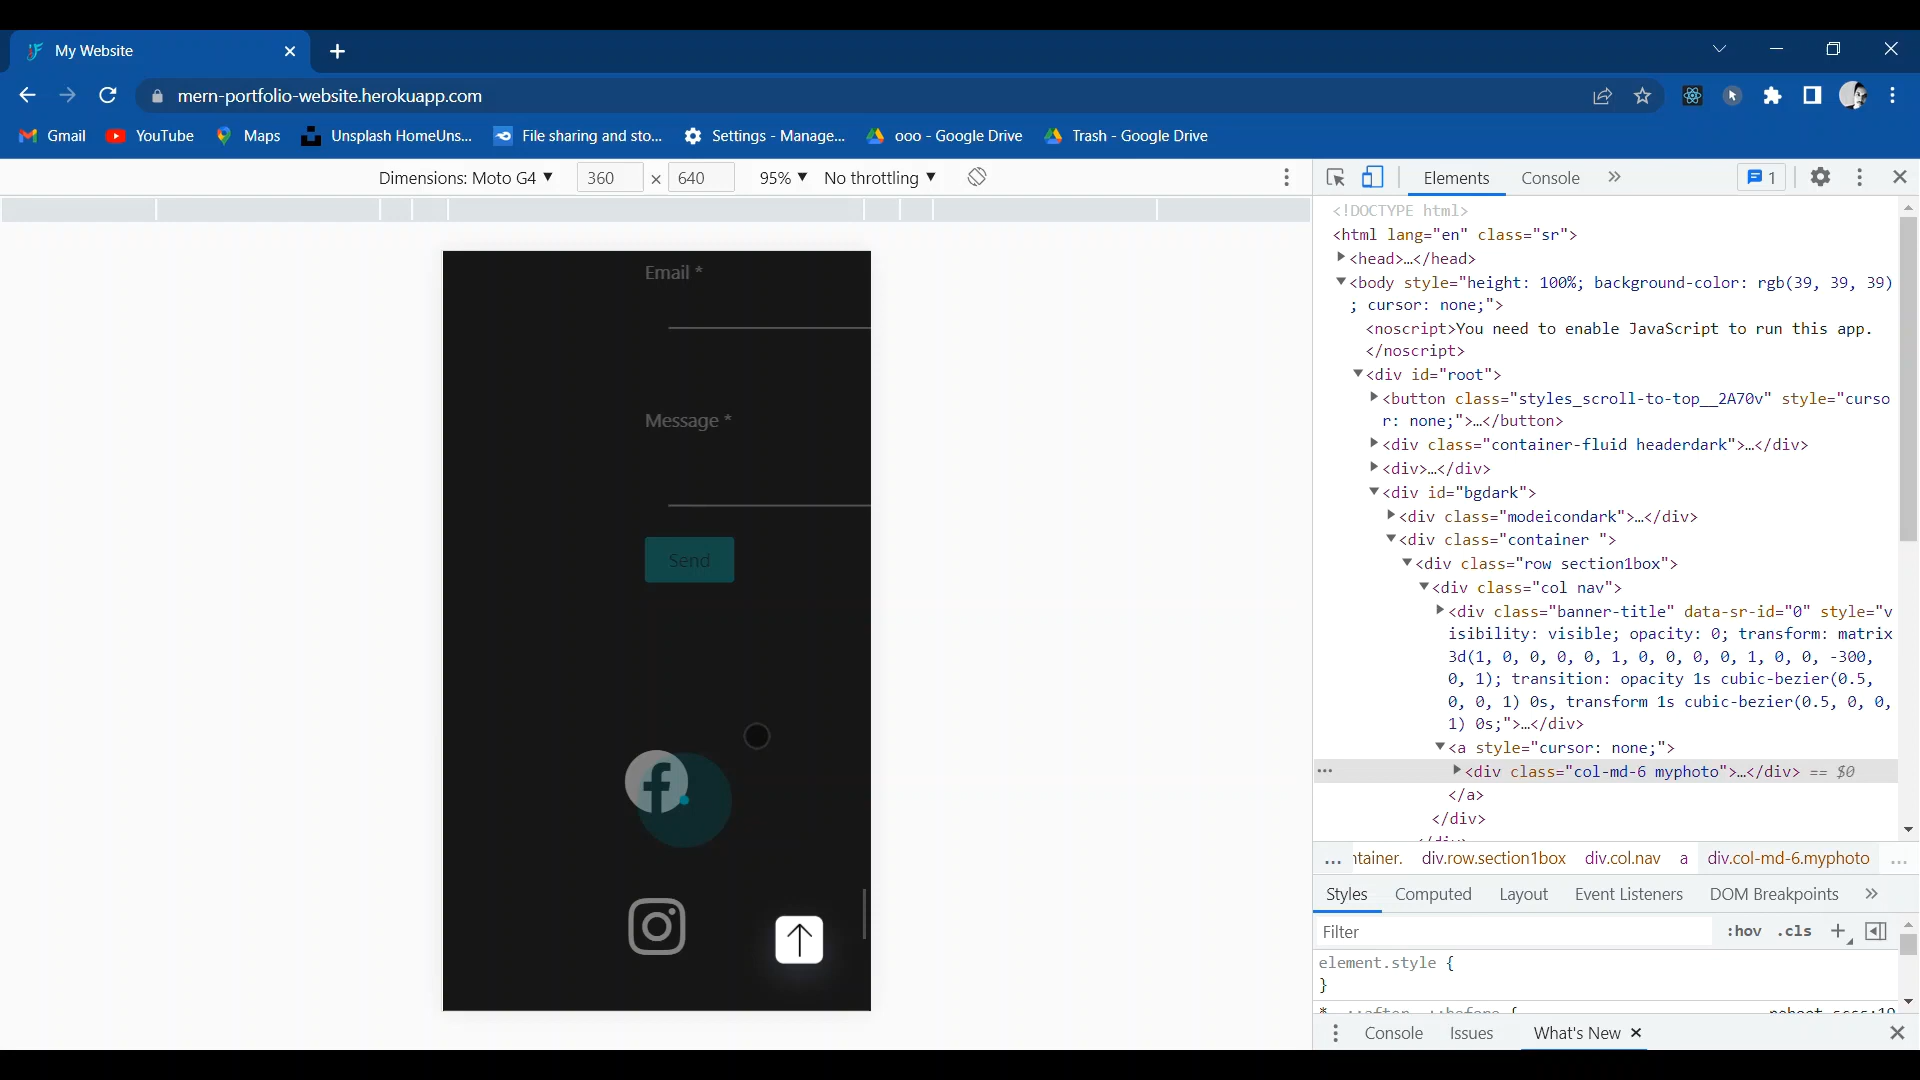 My Website
mern-portfolio-website.herokuapp.com
Gmail YouTube Maps Unsplash HomeUns... File sharing and sto... Settings - Manage... ooo - Google Drive Trash - Google Drive
Dimensions: Moto G4 360 × 640 95% No throttling
Email *
Message *
Send
Elements Console » 1
<!DOCTYPE html>
<html lang="en" class="sr">
<head>…</head>
<body style="height: 100%; background-color: rgb(39, 39, 39)
; cursor: none;">
<noscript>You need to enable JavaScript to run this app.
</noscript>
<div id="root">
<button class="styles_scroll-to-top__2A70v" style="curso
r: none;">…</button>
<div class="container-fluid headerdark">…</div>
<div>…</div>
<div id="bgdark">
<div class="modeicondark">…</div>
<div class="container ">
<div class="row section1box">
<div class="col nav">
<div class="banner-title" data-sr-id="0" style="v
isibility: visible; opacity: 0; transform: matrix
3d(1, 0, 0, 0, 0, 1, 0, 0, 0, 0, 1, 0, 0, -300,
0, 1); transition: opacity 1s cubic-bezier(0.5,
0, 0, 1) 0s, transform 1s cubic-bezier(0.5, 0, 0,
1) 0s;">…</div>
<a style="cursor: none;">
<div class="col-md-6 myphoto">…</div> == $0
</a>
</div>
... ntainer. div.row.section1box div.col.nav a div.col-md-6.myphoto ...
Styles Computed Layout Event Listeners DOM Breakpoints »
Filter :hov .cls +
element.style {
}
Console Issues What's New